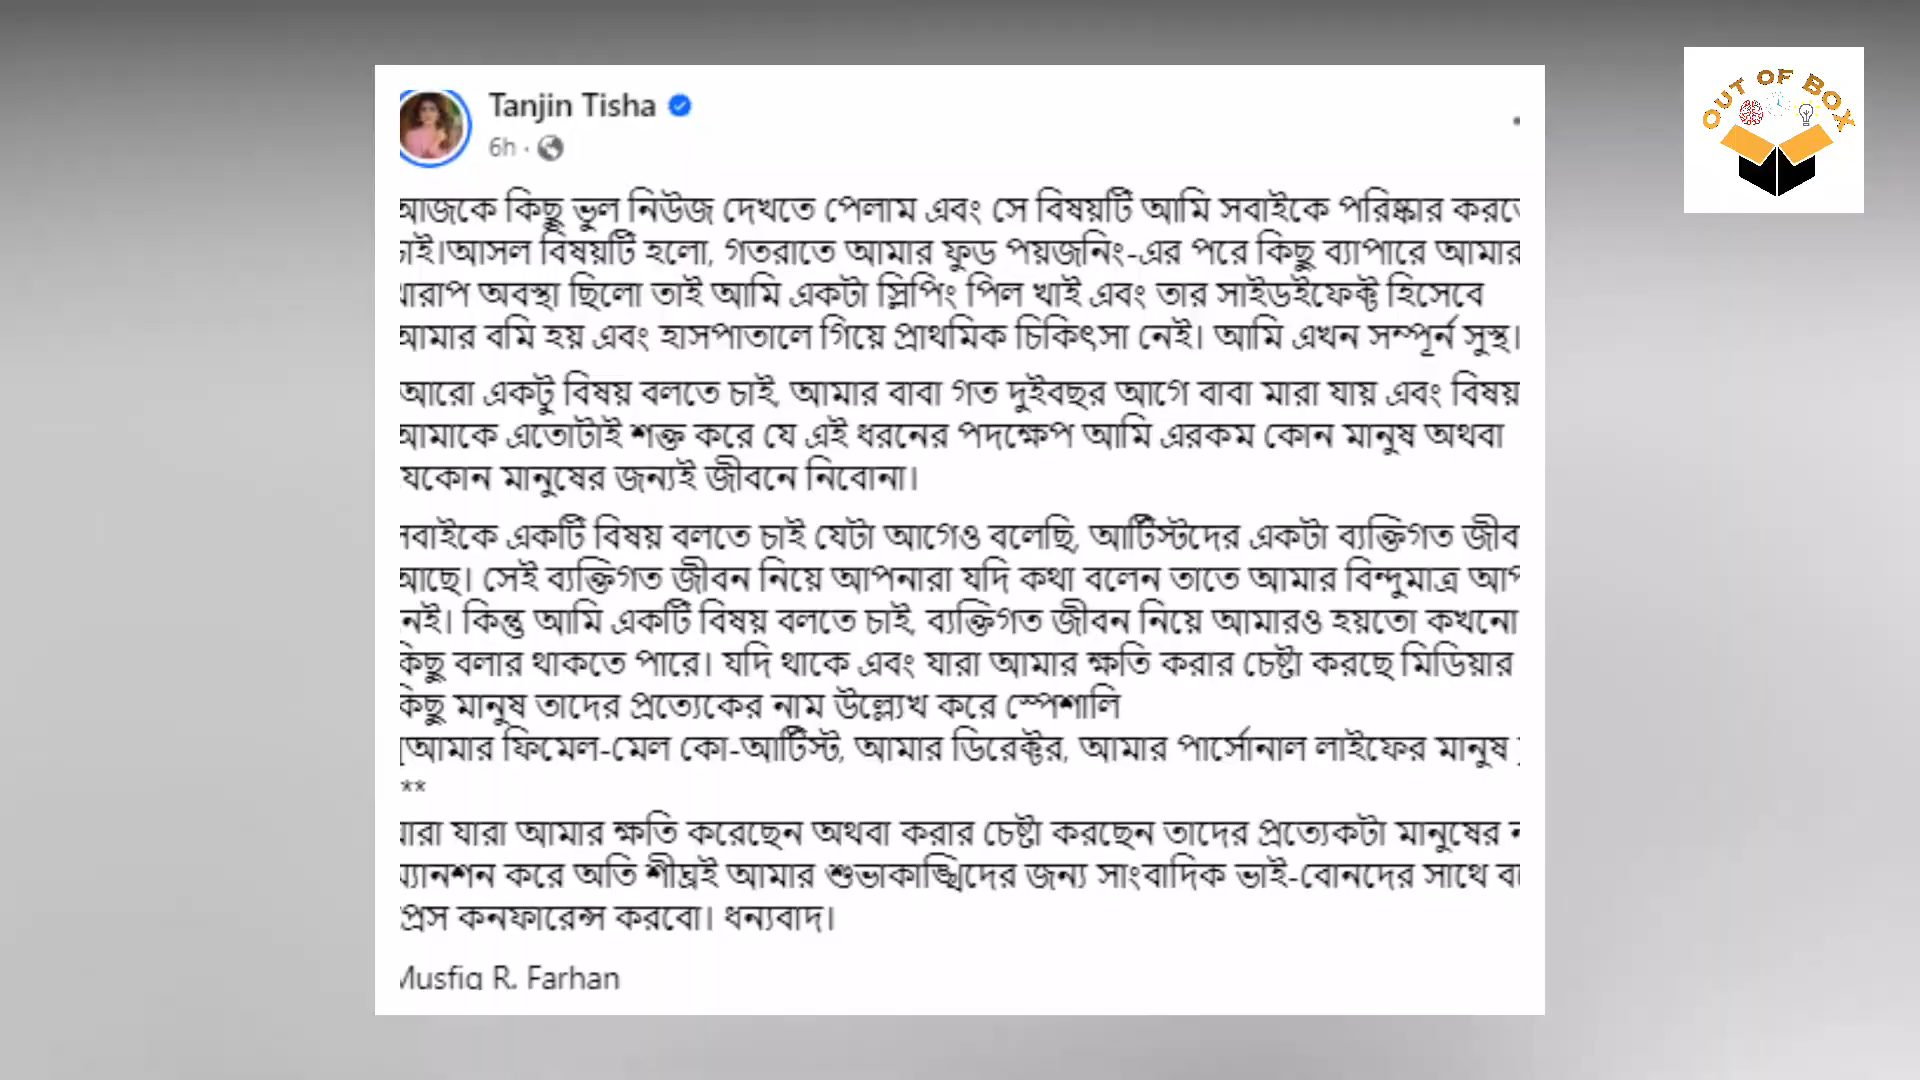 OUT OF BOX
Tanjin Tisha
6h ·
আজকে কিছু ভুল নিউজ দেখতে পেলাম এবং সে বিষয়টি আমি সবাইকে পরিষ্কার করতে
চাই।আসল বিষয়টি হলো, গতরাতে আমার ফুড পয়জনিং-এর পরে কিছু ব্যাপারে আমার
খারাপ অবস্থা ছিলো তাই আমি একটা স্লিপিং পিল খাই এবং তার সাইডইফেক্ট হিসেবে
আমার বমি হয় এবং হাসপাতালে গিয়ে প্রাথমিক চিকিৎসা নেই। আমি এখন সম্পূর্ন সুস্থ।
আরো একটু বিষয় বলতে চাই, আমার বাবা গত দুইবছর আগে বাবা মারা যায় এবং বিষয়
আমাকে এতোটাই শক্ত করে যে এই ধরনের পদক্ষেপ আমি এরকম কোন মানুষ অথবা
যেকোন মানুষের জন্যই জীবনে নিবোনা।
সবাইকে একটি বিষয় বলতে চাই যেটা আগেও বলেছি, আর্টিস্টদের একটা ব্যক্তিগত
আছে। সেই ব্যক্তিগত জীবন নিয়ে আপনারা যদি কথা বলেন তাতে আমার বিন্দুমাত্র
নেই। কিন্তু আমি একটি বিষয় বলতে চাই, ব্যক্তিগত জীবন নিয়ে আমারও হয়তো কখনো
কিছু বলার থাকতে পারে। যদি থাকে এবং যারা আমার ক্ষতি করার চেষ্টা করছে মিডিয়ার
কিছু মানুষ তাদের প্রত্যেকের নাম উল্ল্যেখ করে স্পেশালি
(আমার ফিমেল-মেল কো-আর্টিস্ট, আমার ডিরেক্টর, আমার পার্সোনাল লাইফের মানুষ
**
যারা যারা আমার ক্ষতি করেছেন অথবা করার চেষ্টা করছেন তাদের প্রত্যেকটা মানুষের
ম্যানশন করে অতি শীঘ্রই আমার শুভাকাঙ্খিদের জন্য সাংবাদিক ভাই-বোনদের সাথে
প্রেস কনফারেন্স করবো। ধন্যবাদ।
Musfiq R. Farhan